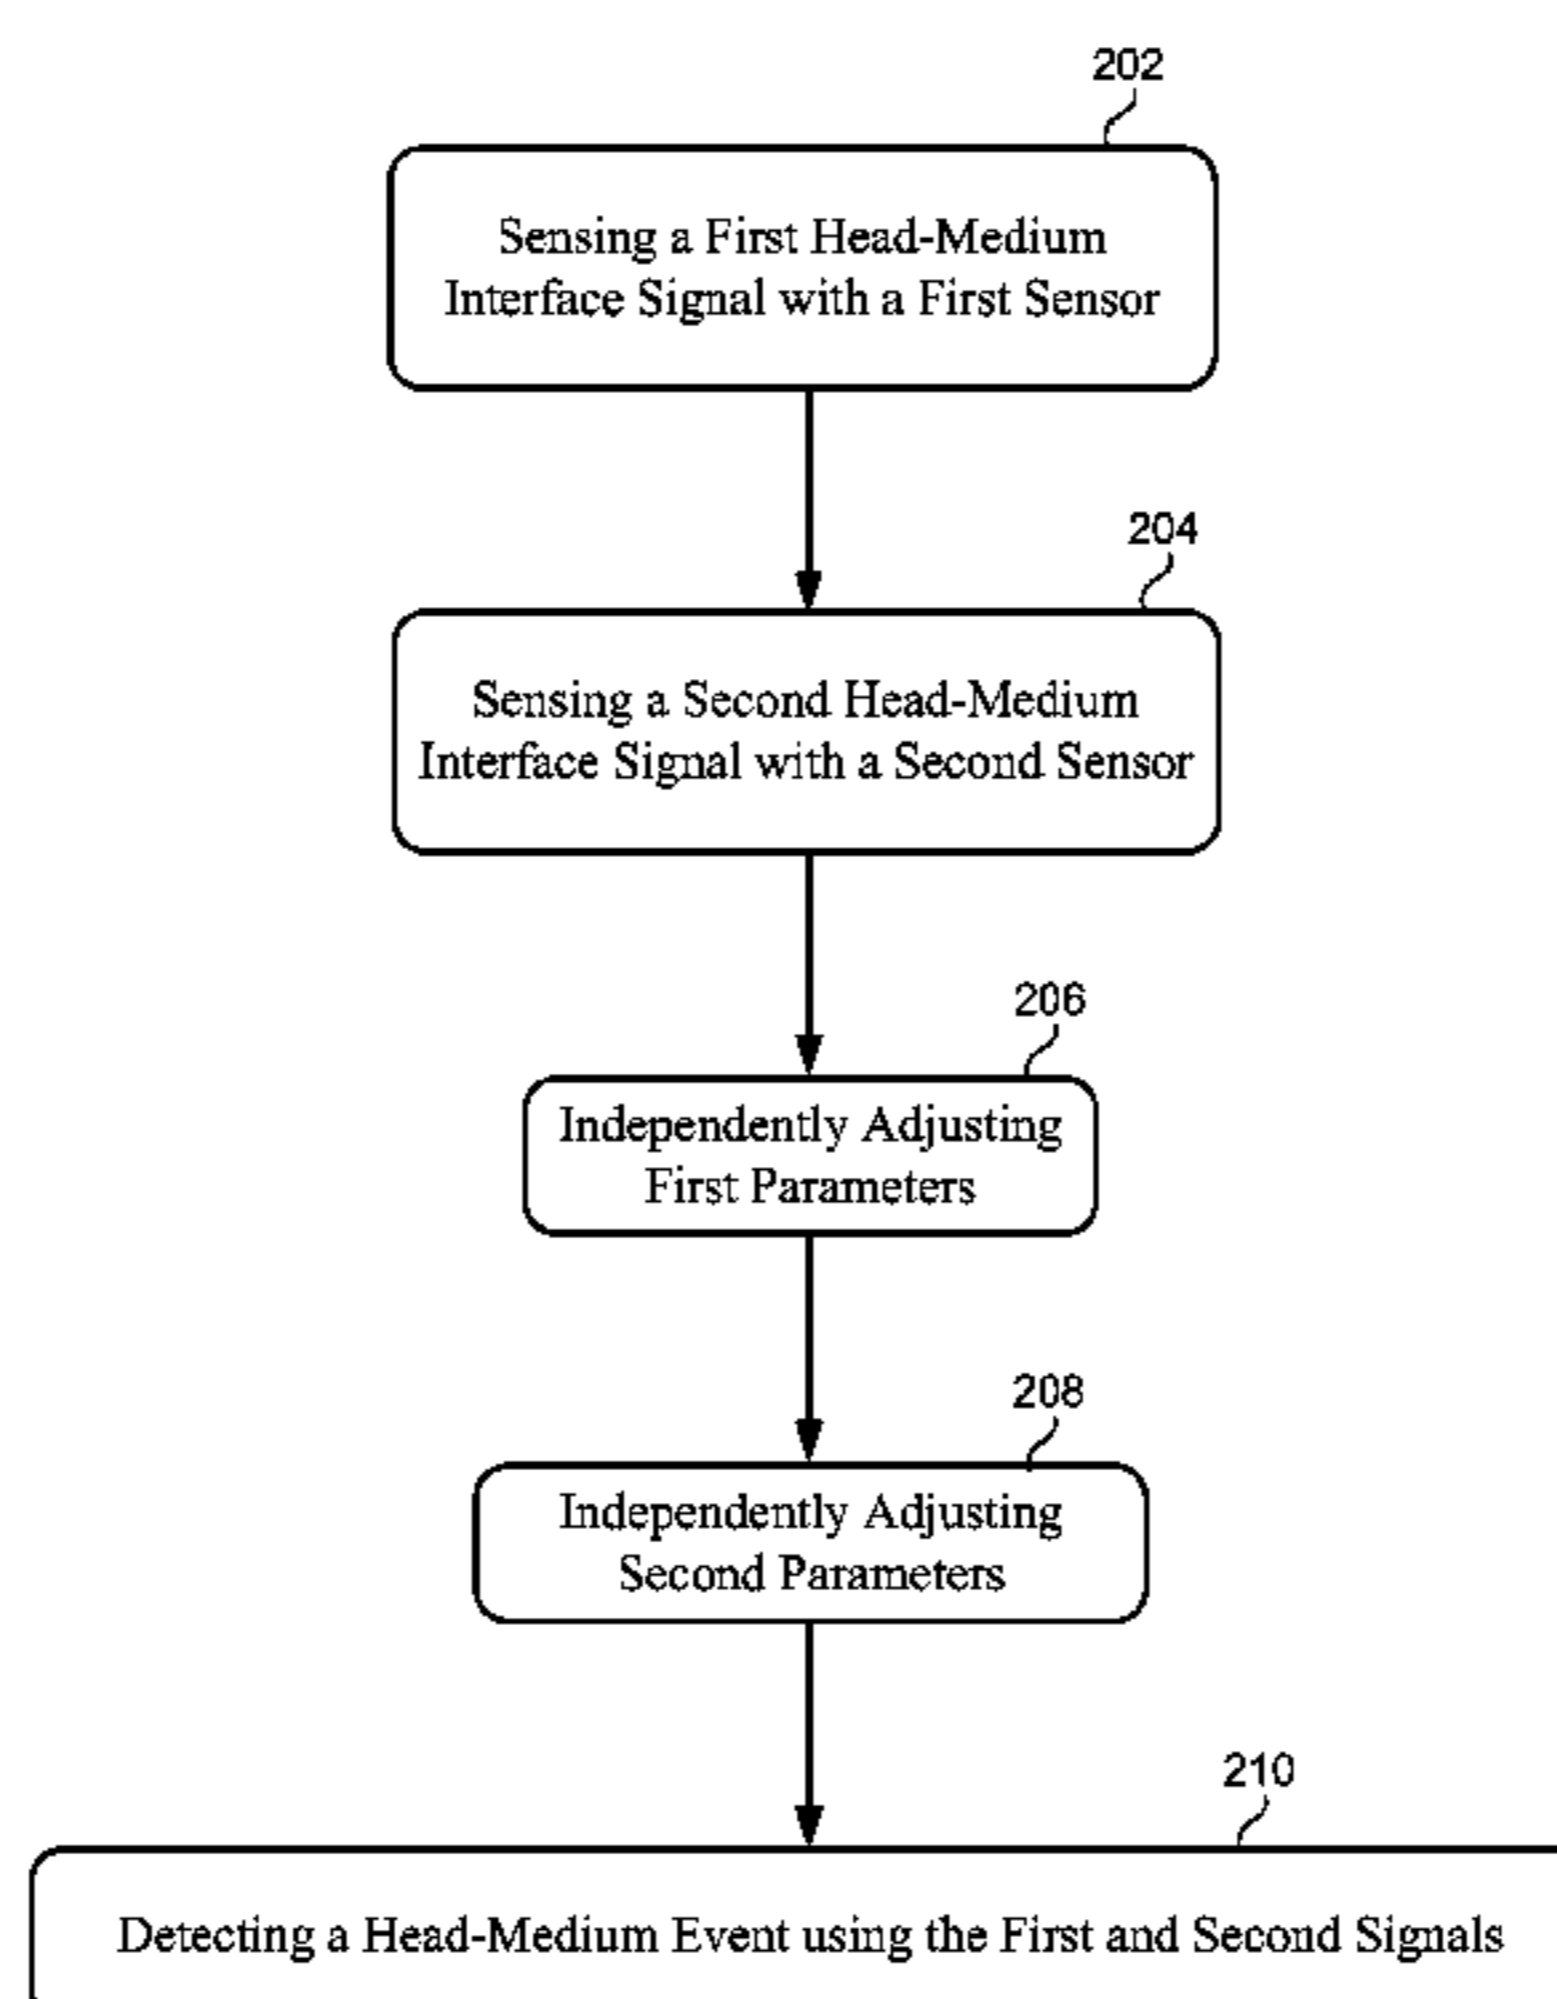 202
Sensing a First Head-Medium
Interface Signal with a First Sensor
204
Sensing a Second Head-Medium
Interface Signal with a Second Sensor
206
Independently Adjusting
First Parameters
208
Independently Adjusting
Second Parameters
210
Detecting a Head-Medium Event using the First and Second Signals